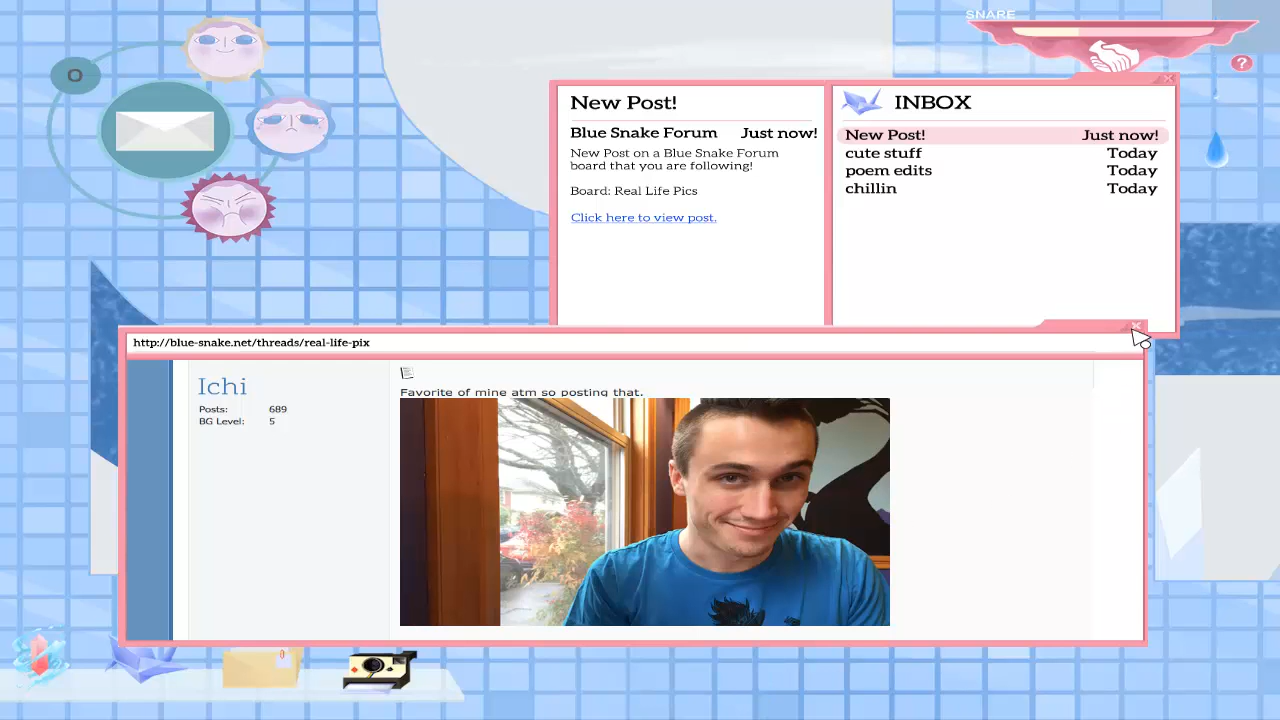 SNARE
?
O
New Post!
Blue Snake Forum Just now!
New Post on a Blue Snake Forum
board that you are following!
Board: Real Life Pics
Click here to view post.
INBOX
New Post! Just now!
cute stuff Today
poem edits Today
chillin Today
http://blue-snake.net/threads/real-life-pix
Ichi
Posts: 689
BG Level: 5
Favorite of mine atm so posting that.